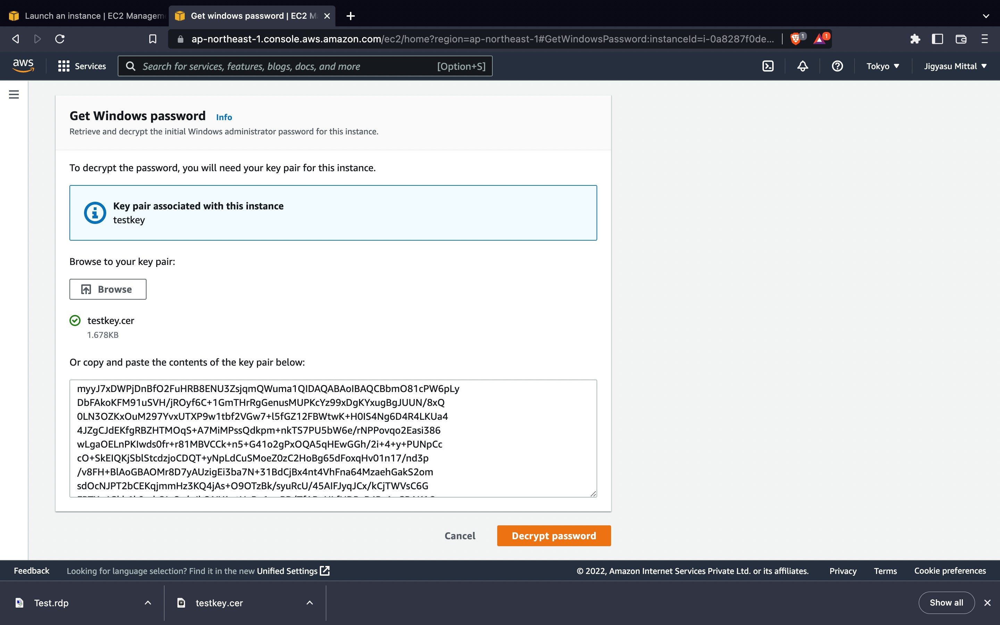 Launch an instance | EC2 Managem
Get windows password | EC2 M
ap-northeast-1.console.aws.amazon.com/ec2/home?region=ap-northeast-1#GetWindowsPassword:instanceId=i-0a8287f0de...
1
1
aws
Services
Search for services, features, blogs, docs, and more
[Option+S]
Tokyo
Jigyasu Mittal
Get Windows password Info
Retrieve and decrypt the initial Windows administrator password for this instance.
To decrypt the password, you will need your key pair for this instance.
Key pair associated with this instance
testkey
Browse to your key pair:
Browse
testkey.cer
1.678KB
Or copy and paste the contents of the key pair below:
myyJ7xDWPjDnBfO2FuHRB8ENU3ZsjqmQWuma1QIDAQABAoIBAQCBbmO81cPW6pLy
DbFAkoKFM91uSVH/jROyf6C+1GmTHrRgGenusMUPKcYz99xDgKYxugBgJUUN/8xQ
0LN3OZKxOuM297YvxUTXP9w1tbf2VGw7+l5fGZ12FBWtwK+H0IS4Ng6D4R4LKUa4
4JZgCJdEKfgRBZHTMOqS+A7MiMPssQdkpm+nkTS7PU5bW6e/rNPPovqo2Easi386
wLgaOELnPKIwds0fr+r81MBVCCk+n5+G41o2gPxOQA5qHEwGGh/2i+4+y+PUNpCc
cO+SkEIQKjSblStcdzjoCDQT+yNpLdCuSMoeZ0zC2HoBg65dFoxqHv01n17/nd3p
/v8FH+BlAoGBAOMr8D7yAUzigEi3ba7N+31BdCjBx4nt4VhFna64MzaehGakS2om
sdOcNJPT2bCEKqjmmHz3KQ4jAs+O9OTzBk/syuRcU/45AIFJyqJCx/kCjTWVsC6G
Cancel
Decrypt password
Feedback
Looking for language selection? Find it in the new Unified Settings
© 2022, Amazon Internet Services Private Ltd. or its affiliates.
Privacy
Terms
Cookie preferences
Test.rdp
testkey.cer
Show all